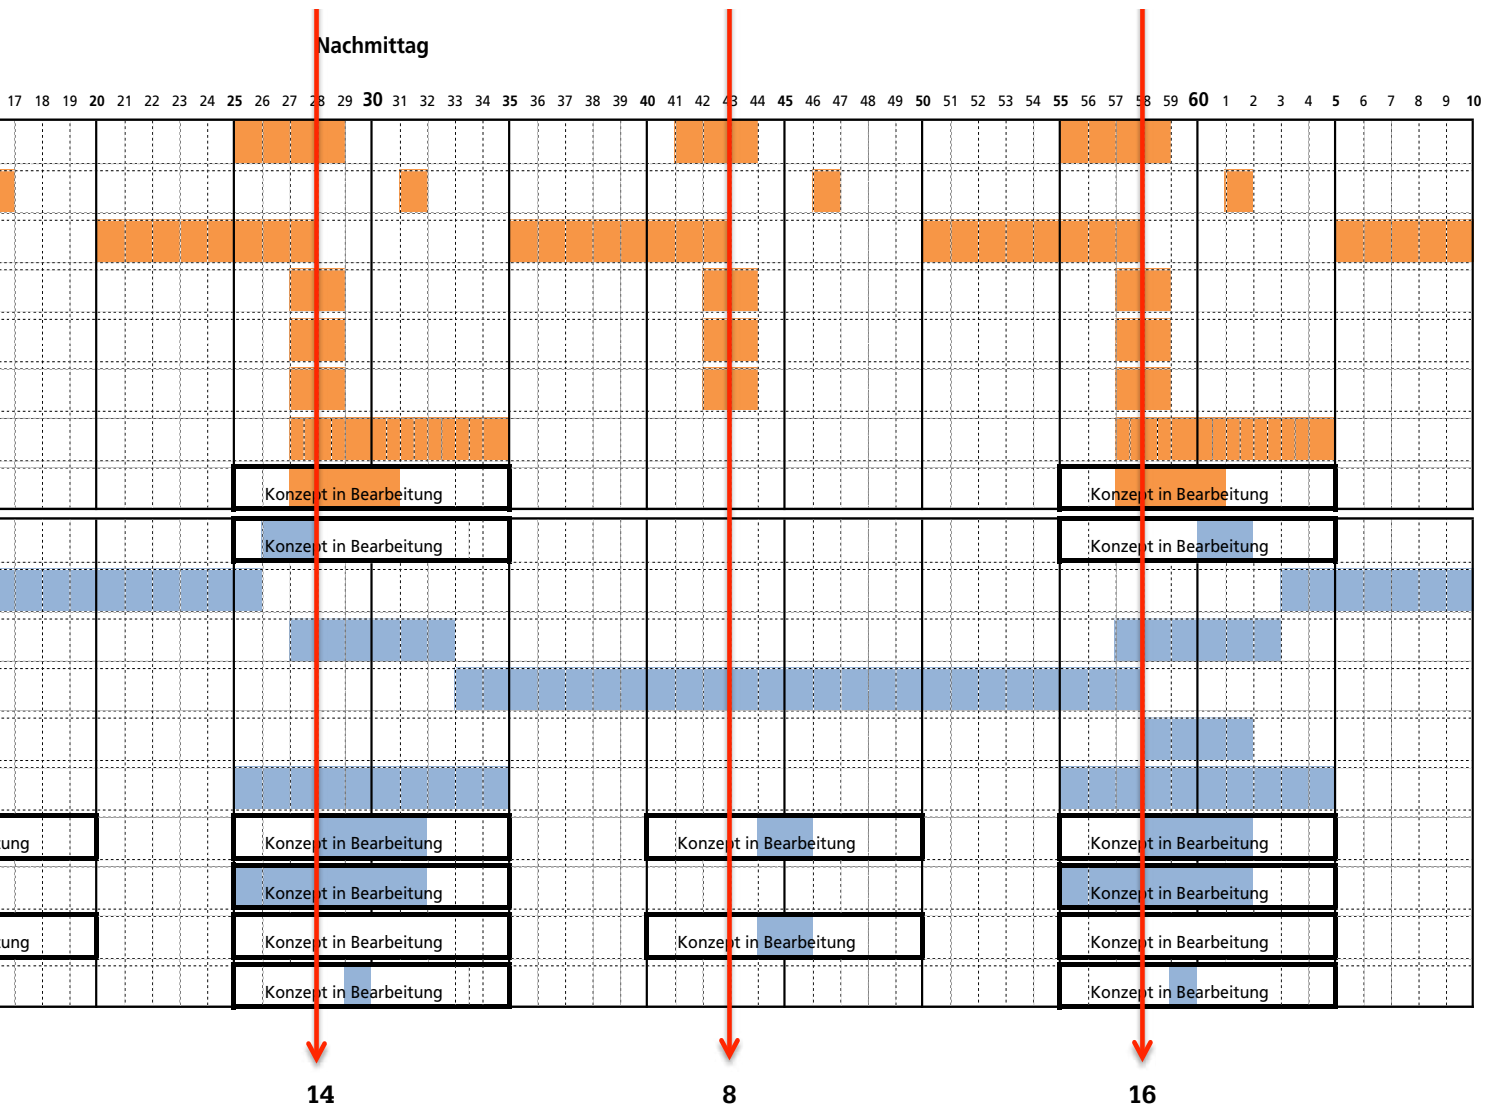 Nachmittag
17 18 19 20 21 22 23 24 25 26 27 28 29 30 31 32 33 34 35 36 37 38 39 40 41 42 43 44 45 46 47 48 49 50 51 52 53 54 55 56 57 58 59 60 1 2 3 4 5 6 7 8 9 10
Konzept in Bearbeitung Konzept in Bearbeitung
Konzept in Bearbeitung Konzept in Bearbeitung
tung Konzept in Bearbeitung Konzept in Bearbeitung Konzept in Bearbeitung
Konzept in Bearbeitung Konzept in Bearbeitung
tung Konzept in Bearbeitung Konzept in Bearbeitung Konzept in Bearbeitung
Konzept in Bearbeitung Konzept in Bearbeitung
14 8 16